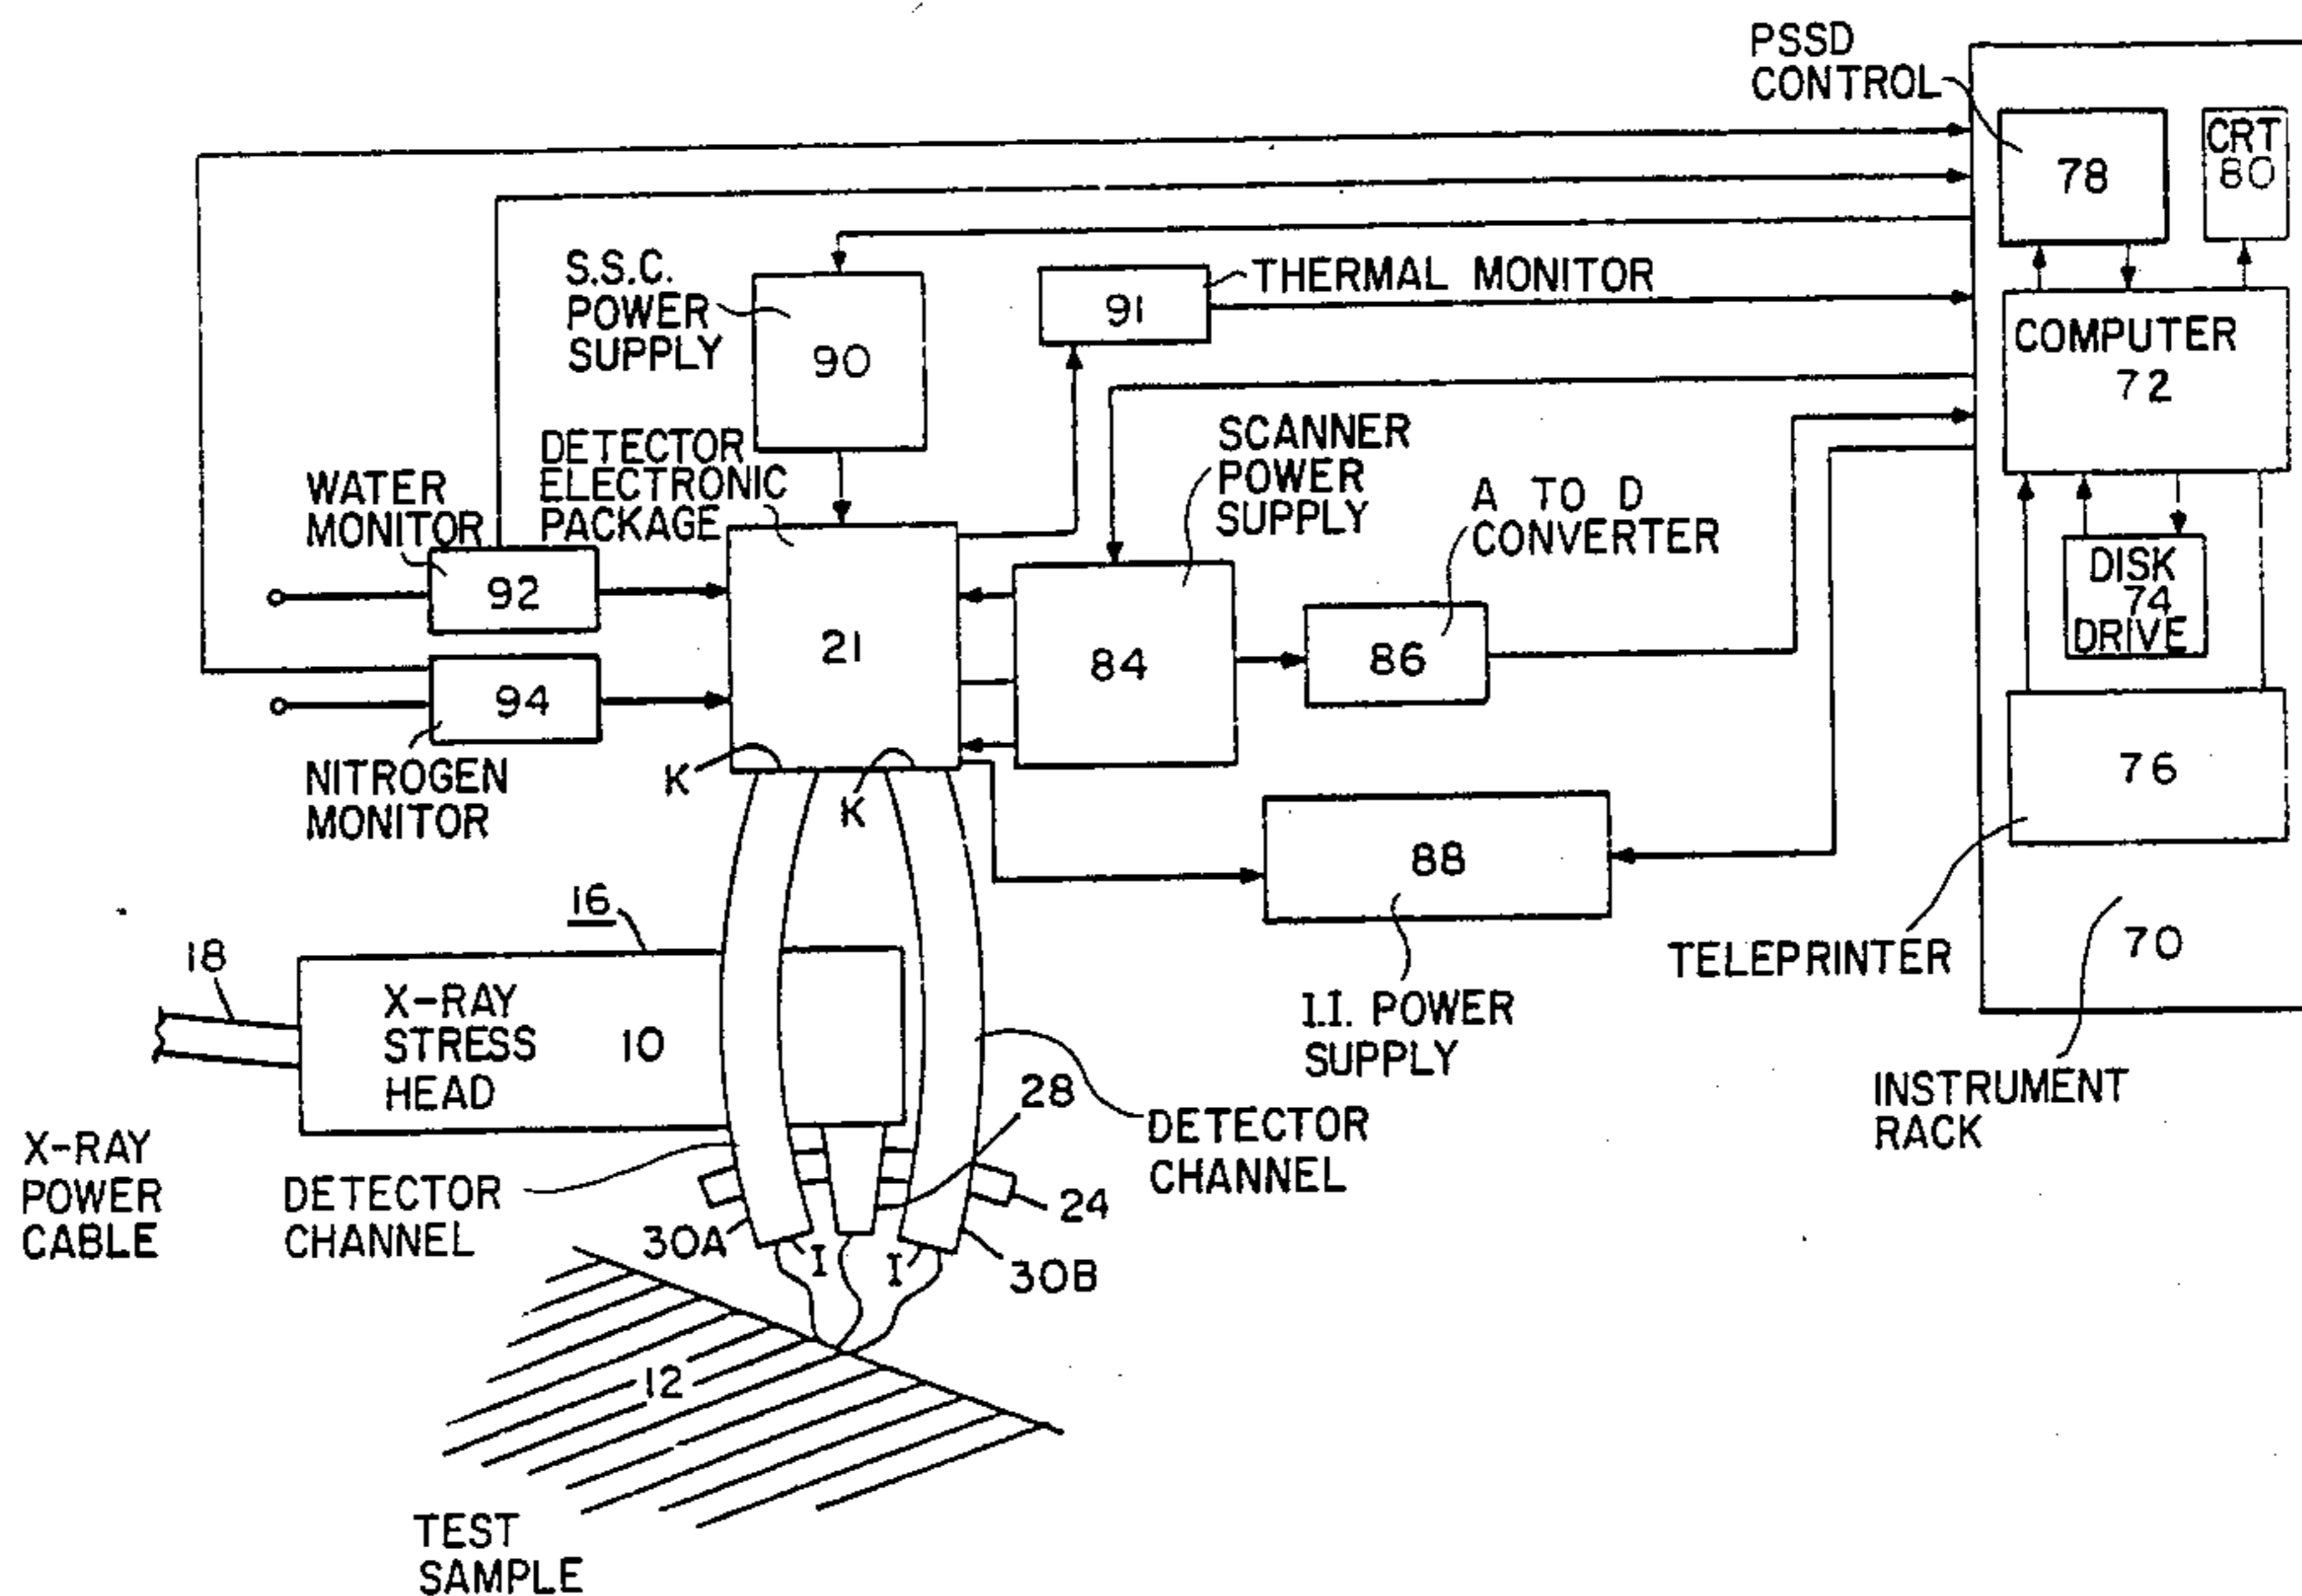 PSSD
CONTROL
78
CRT
80
S.S.C.
POWER
SUPPLY
90
THERMAL MONITOR
91
COMPUTER
72
DETECTOR
ELECTRONIC
PACKAGE
WATER
MONITOR
92
SCANNER
POWER
SUPPLY
A TO D
CONVERTER
DISK
74
DRIVE
21
84
86
94
NITROGEN
MONITOR
K
K
76
88
16
18
TELEPRINTER
70
X-RAY
STRESS
HEAD
10
I.I. POWER
SUPPLY
INSTRUMENT
RACK
28
DETECTOR
CHANNEL
X-RAY
POWER
CABLE
DETECTOR
CHANNEL
24
30A
I
I
30B
12
TEST
SAMPLE